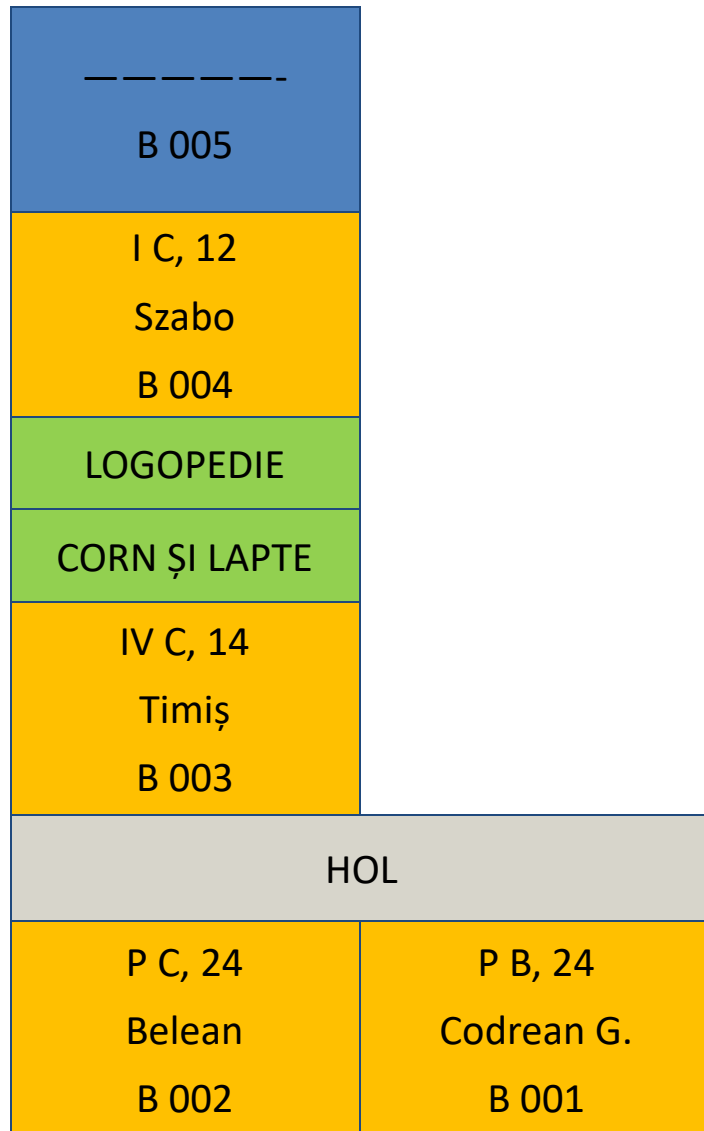 —————-
B 005
I C, 12
Szabo
B 004
LOGOPEDIE
CORN ȘI LAPTE
IV C, 14
Timiș
B 003
HOL
P C, 24
Belean
B 002
P B, 24
Codrean G.
B 001